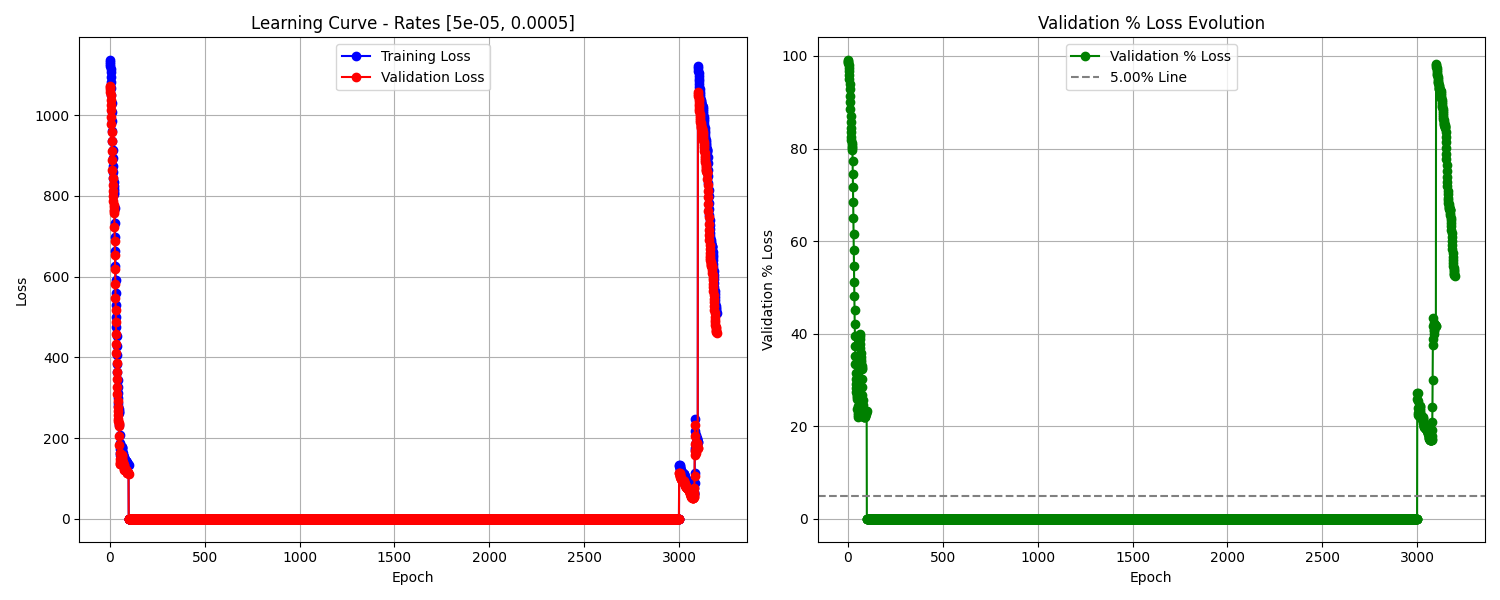 Learning Curve - Rates [5e-05, 0.0005]
Training Loss
Validation Loss
Loss
1000
800
600
400
200
0
0 500 1000 1500 2000 2500 3000
Epoch
Validation % Loss Evolution
Validation % Loss
5.00% Line
Validation % Loss
100
80
60
40
20
0
0 500 1000 1500 2000 2500 3000
Epoch